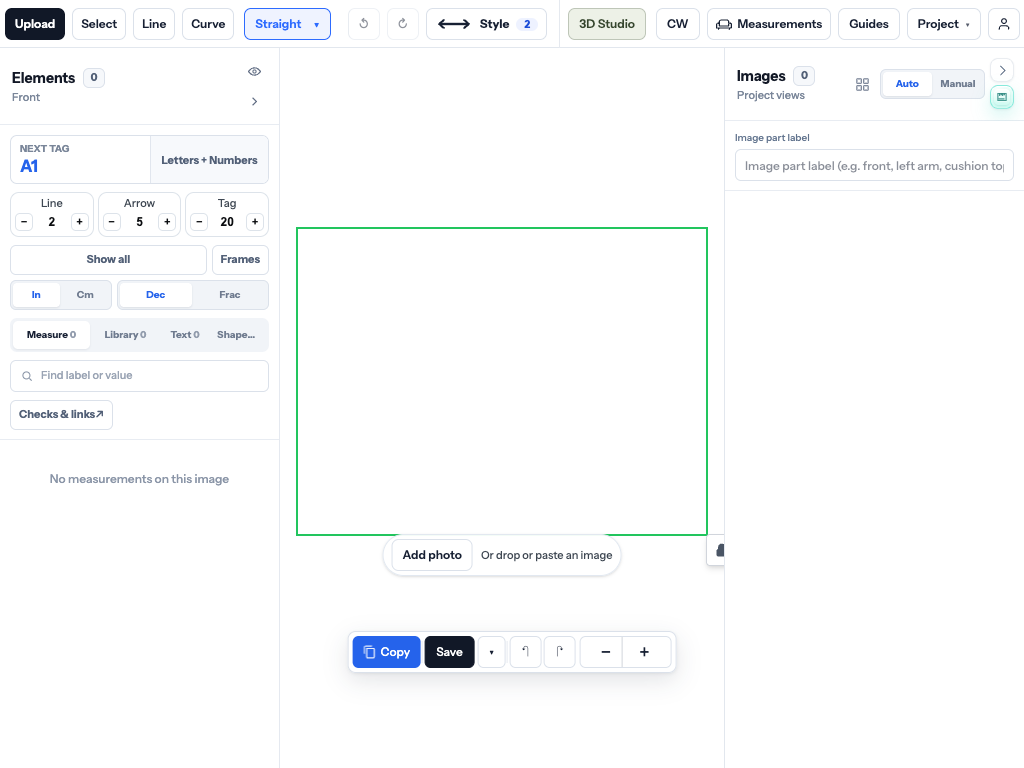 Upload Select Line Curve Straight Style 2 3D Studio CW Measurements Guides Project
Elements 0
Front
NEXT TAG
A1
Letters + Numbers
Line Arrow Tag
− 2 + − 5 + − 20 +
Show all Frames
In Cm Dec Frac
Measure 0 Library 0 Text 0 Shape...
Find label or value
Checks & links↗
No measurements on this image
Add photo Or drop or paste an image
Copy Save − +
Images 0
Project views
Auto Manual
Image part label
Image part label (e.g. front, left arm, cushion to